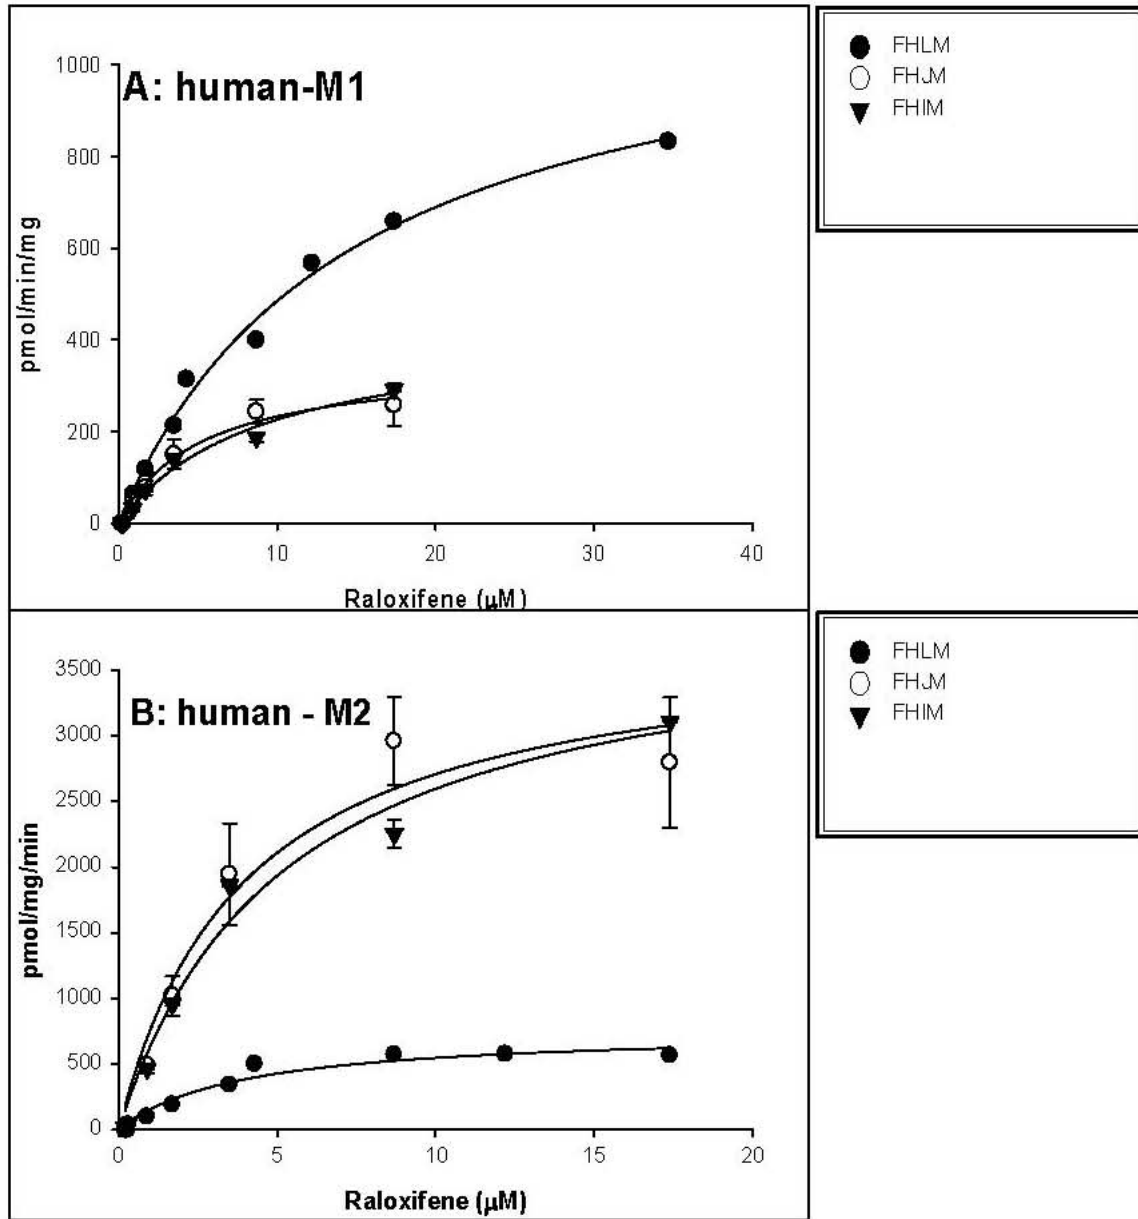 A: human-M1
1000
800
600
400
200
0
pmol/min/mg
0 10 20 30 40
Raloxifene (µM)
FHLM
FHJM
FHIM
B: human - M2
3500
3000
2500
2000
1500
1000
500
0
pmol/mg/min
0 5 10 15 20
Raloxifene (µM)
FHLM
FHJM
FHIM